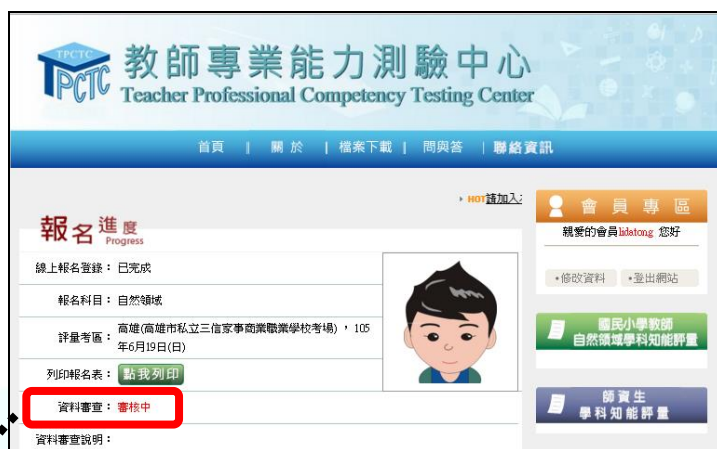 TPCTC
PCTC
教師專業能力測驗中心
Teacher Professional Competency Testing Center
首頁 | 關於 | 檔案下載 | 問與答 | 聯絡資訊
HOT請加入
報名進度
Progress
線上報名登錄： 已完成
報名科目： 自然領域
評量考區： 高雄(高雄市私立三信家事商業職業學校考場) ， 105
年6月19日(日)
列印報名表： 點我列印
資料審查： 審核中
資料審查說明：
會員專區
親愛的會員lidatong 您好
•修改資料 •登出網站
國民小學教師
自然領域學科知能評量
師資生
學科知能評量